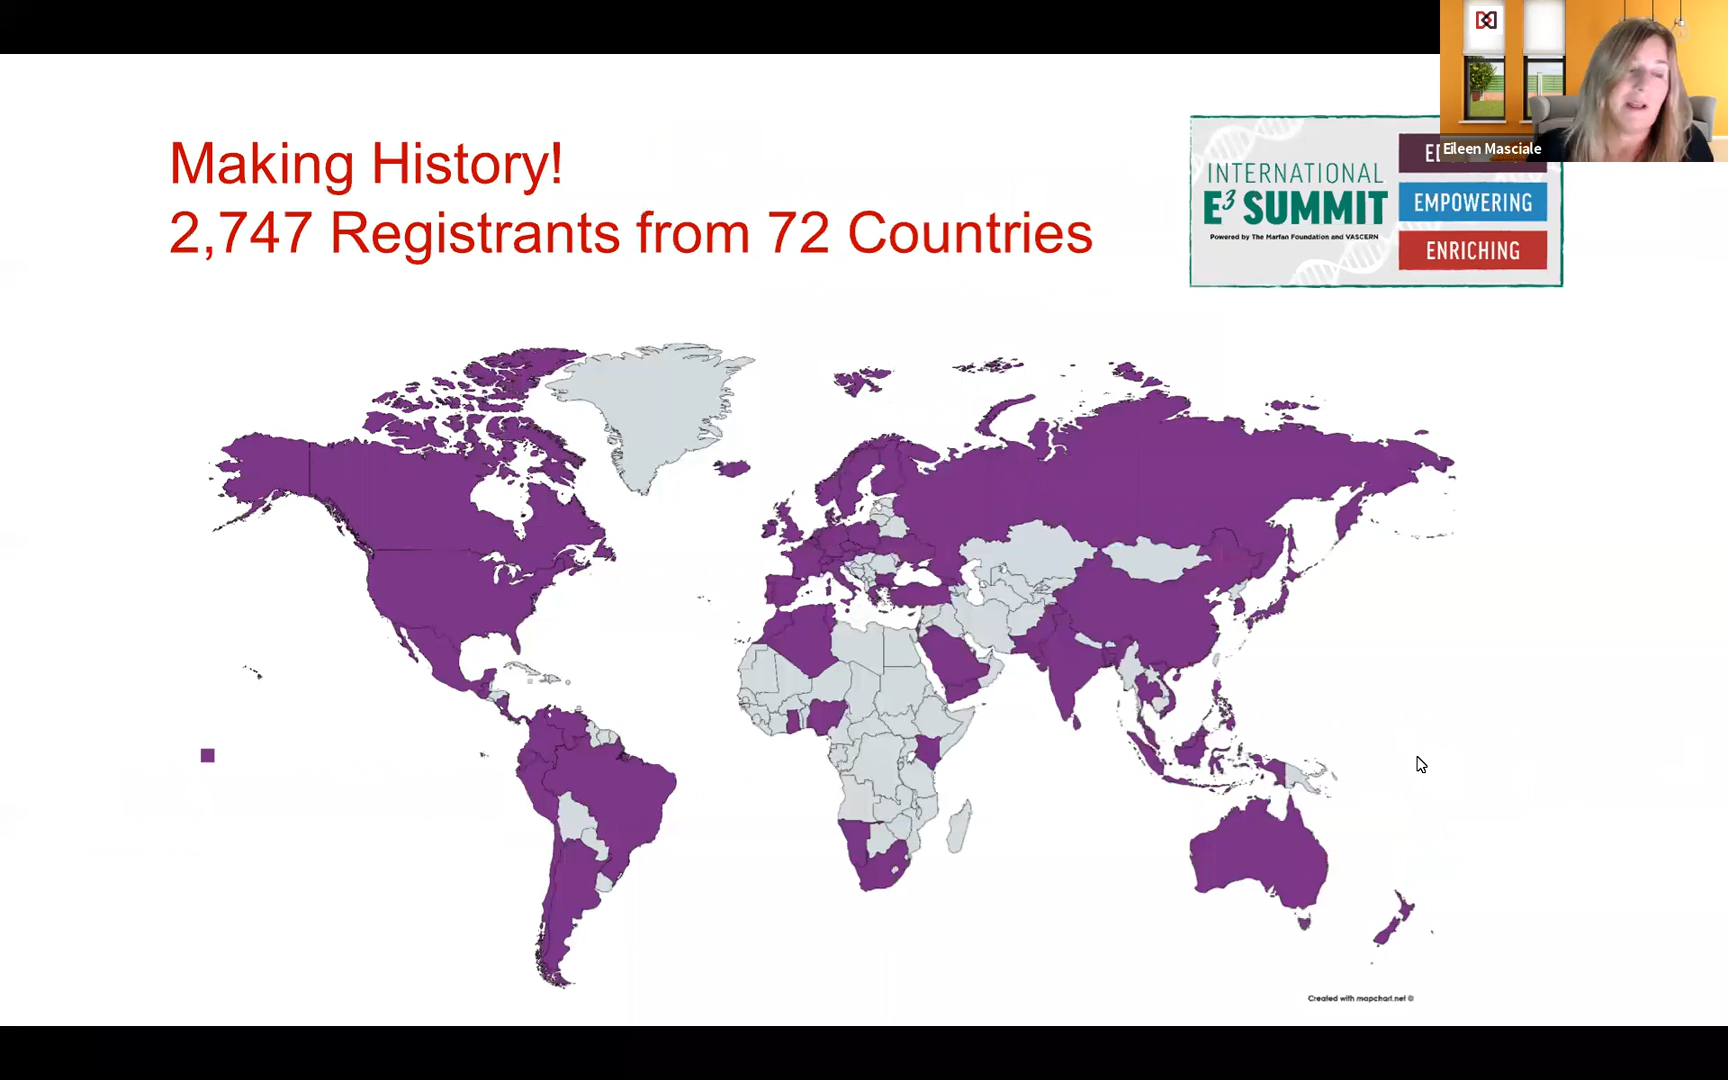 Making History!
2,747 Registrants from 72 Countries
INTERNATIONAL
E³ SUMMIT
Powered by The Marfan Foundation and VASCERN
EMPOWERING
ENRICHING
Eileen Masciale
Created with mapchart.net ©